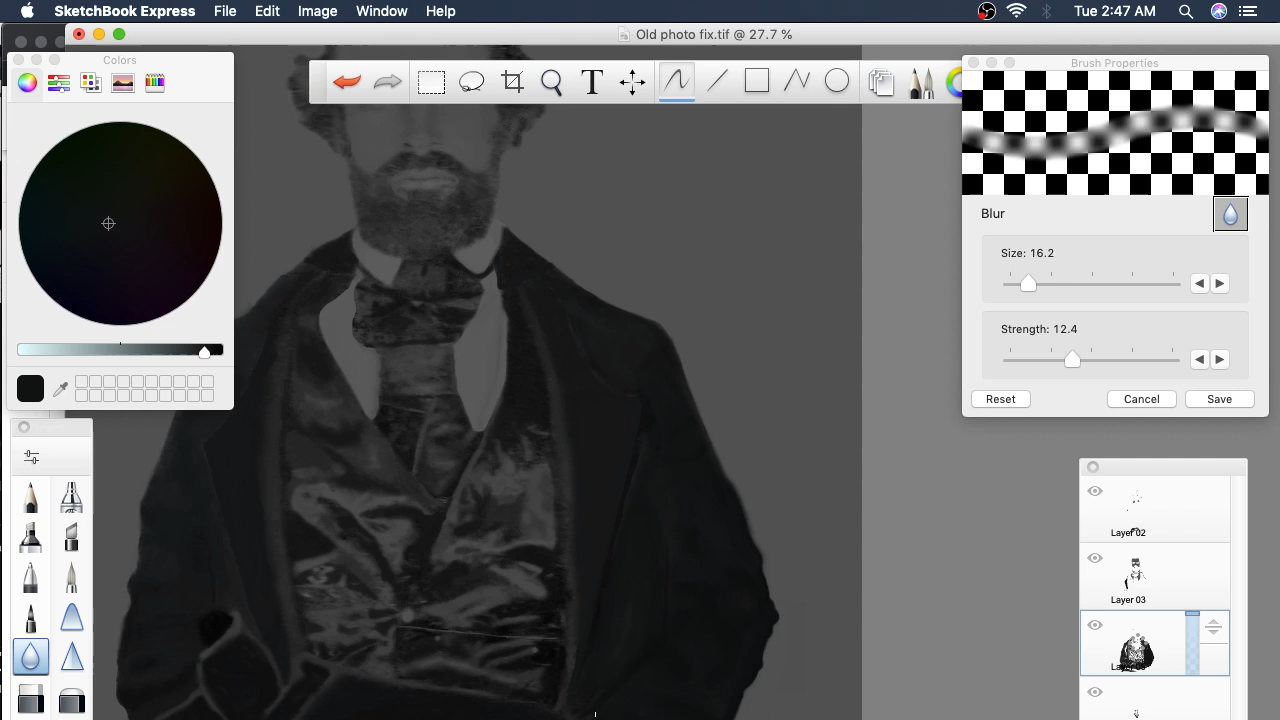 SketchBook Express File Edit Image Window Help Tue 2:47 AM
Old photo fix.tif @ 27.7 %
Colors
T
Brush Properties
Blur
Size: 16.2
Strength: 12.4
Reset Cancel Save
Layer 02
Layer 03